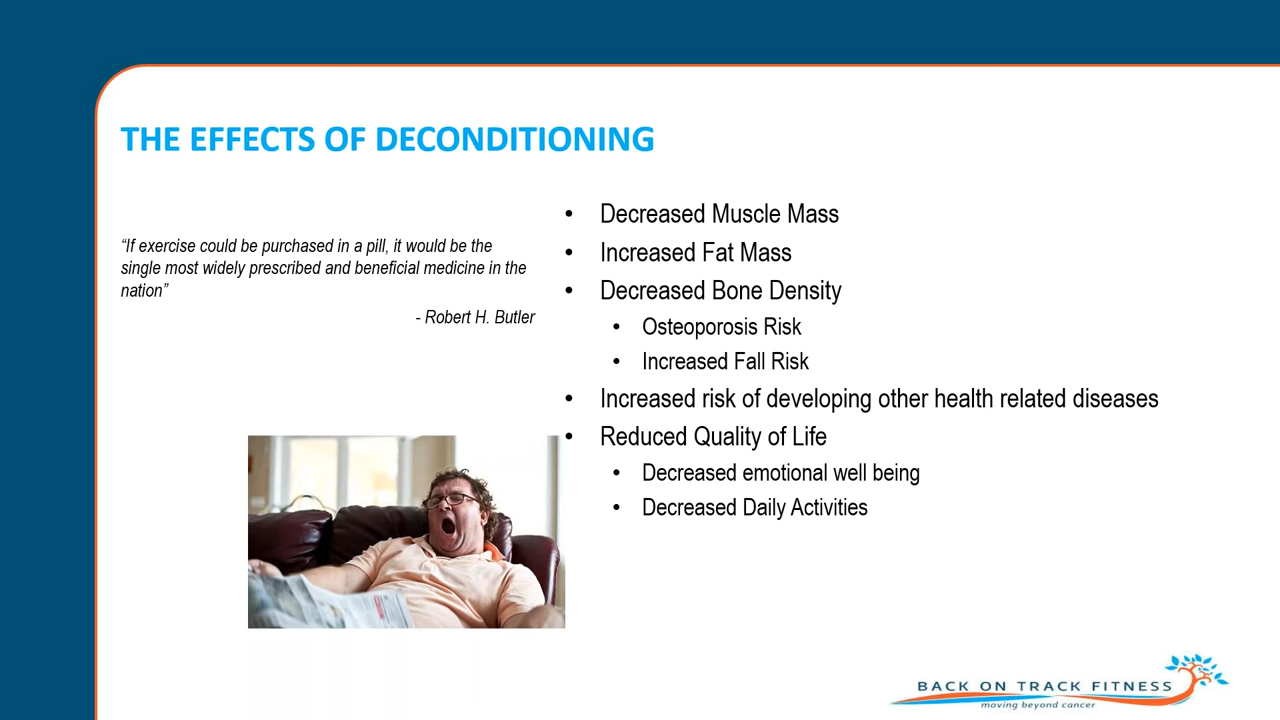 THE EFFECTS OF DECONDITIONING
“If exercise could be purchased in a pill, it would be the
single most widely prescribed and beneficial medicine in the
nation”
- Robert H. Butler
• Decreased Muscle Mass
• Increased Fat Mass
• Decreased Bone Density
• Osteoporosis Risk
• Increased Fall Risk
• Increased risk of developing other health related diseases
• Reduced Quality of Life
• Decreased emotional well being
• Decreased Daily Activities
BACK ON TRACK FITNESS
moving beyond cancer